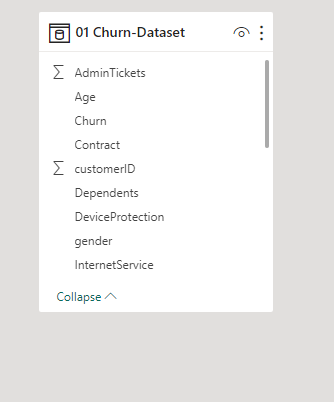 01 Churn-Dataset
AdminTickets
Age
Churn
Contract
customerID
Dependents
DeviceProtection
gender
InternetService
Collapse